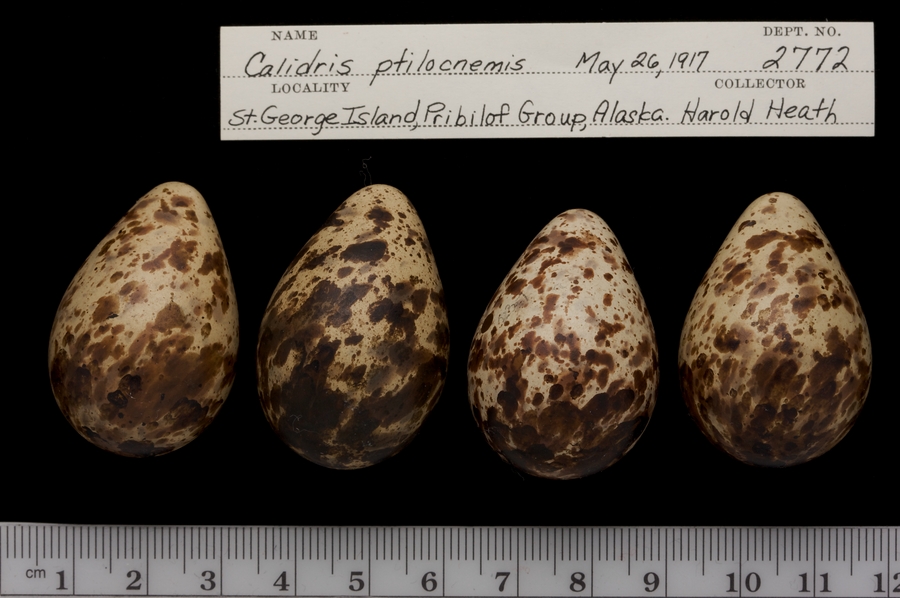 NAME DEPT. NO.
Calidris ptilocnemis May 26, 1917 2772
LOCALITY COLLECTOR
St. George Island, Pribilof Group, Alaska. Harold Heath
cm 1 2 3 4 5 6 7 8 9 10 11 12